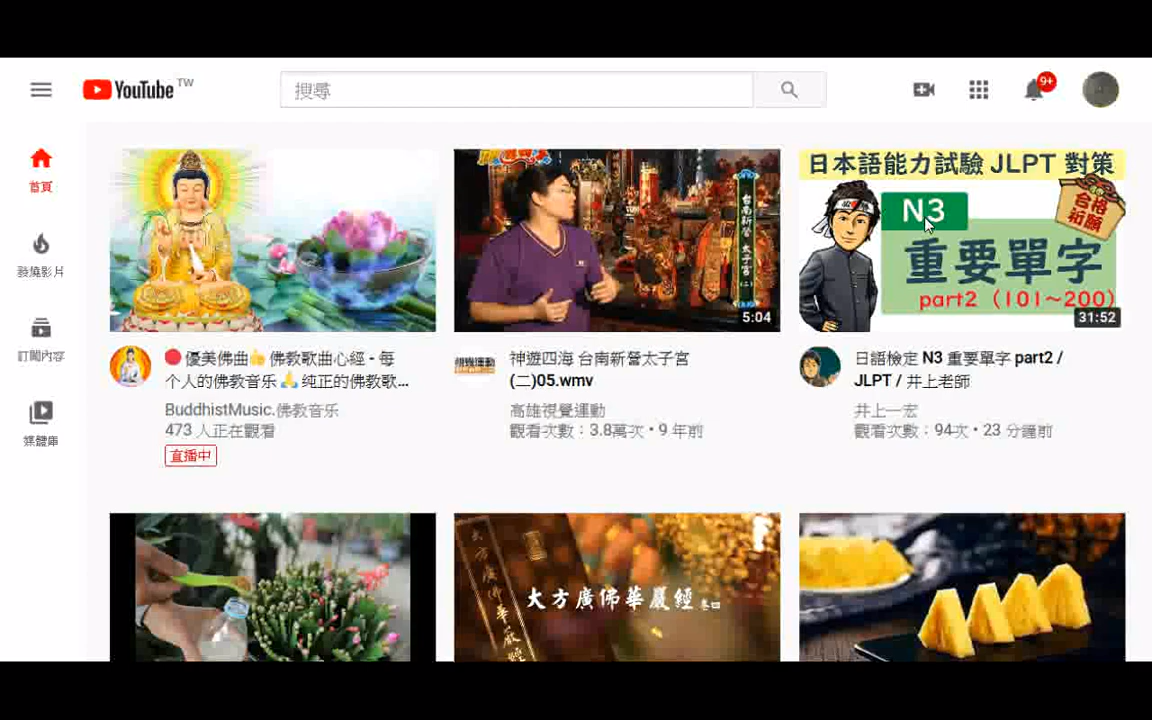 YouTube TW
搜尋
9+
首頁
發燒影片
訂閱內容
媒體庫
台南新營 太子宮 (二)
5:04
日本語能力試驗 JLPT 對策
N3
合格
祈願
重要單字
part2（101～200）
31:52
🔴優美佛曲👍佛教歌曲心經 - 每
个人的佛教音乐🙏纯正的佛教歌...
BuddhistMusic.佛教音乐
473 人正在觀看
直播中
神遊四海 台南新營太子宮
(二)05.wmv
高雄視覺運動
觀看次數：3.8萬次 • 9 年前
日語檢定 N3 重要單字 part2 /
JLPT / 井上老師
井上一宏
觀看次數：94次 • 23 分鐘前
大方廣佛華嚴經